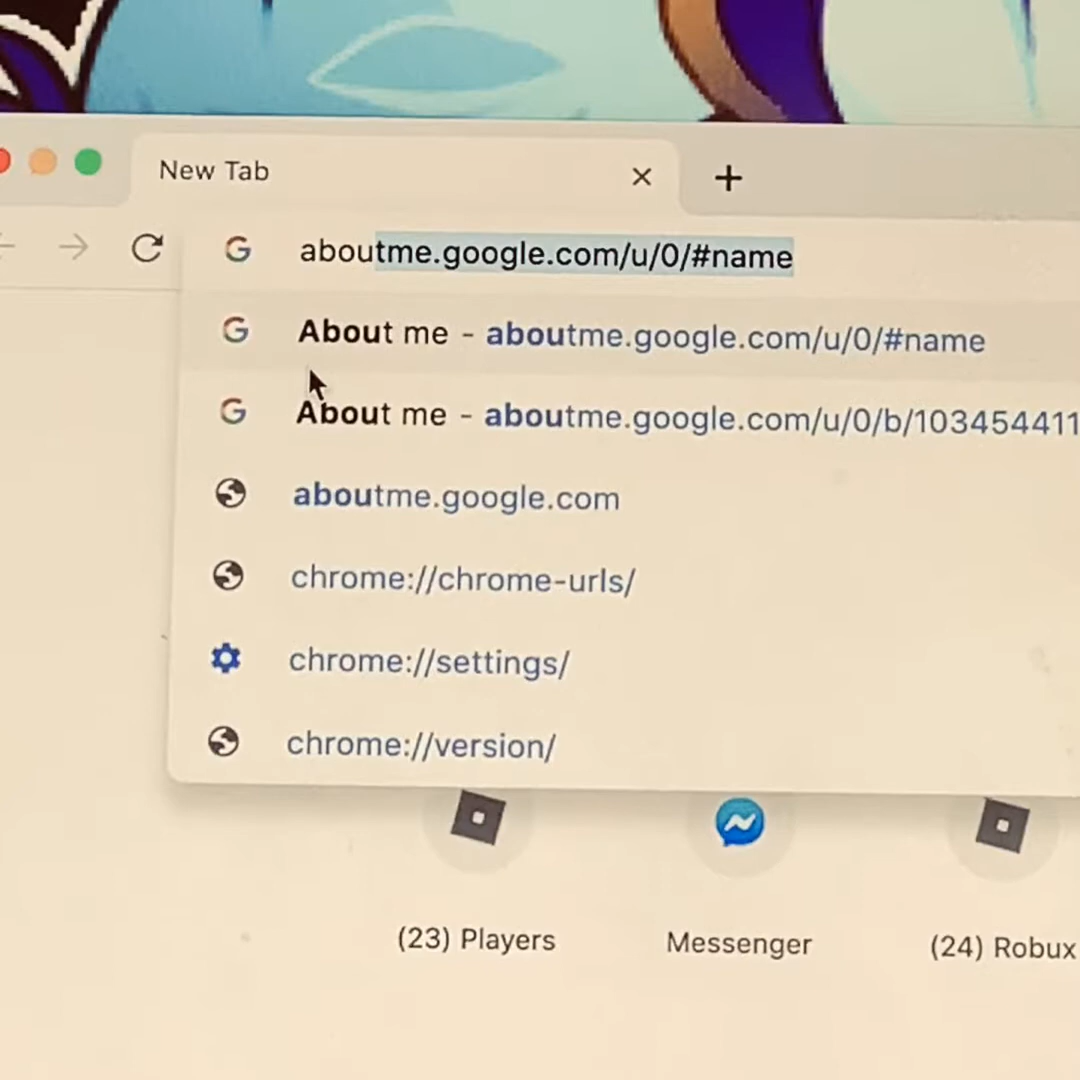 New Tab
aboutme.google.com/u/0/#name
About me - aboutme.google.com/u/0/#name
About me - aboutme.google.com/u/0/b/103454411
aboutme.google.com
chrome://chrome-urls/
chrome://settings/
chrome://version/
(23) Players
Messenger
(24) Robux